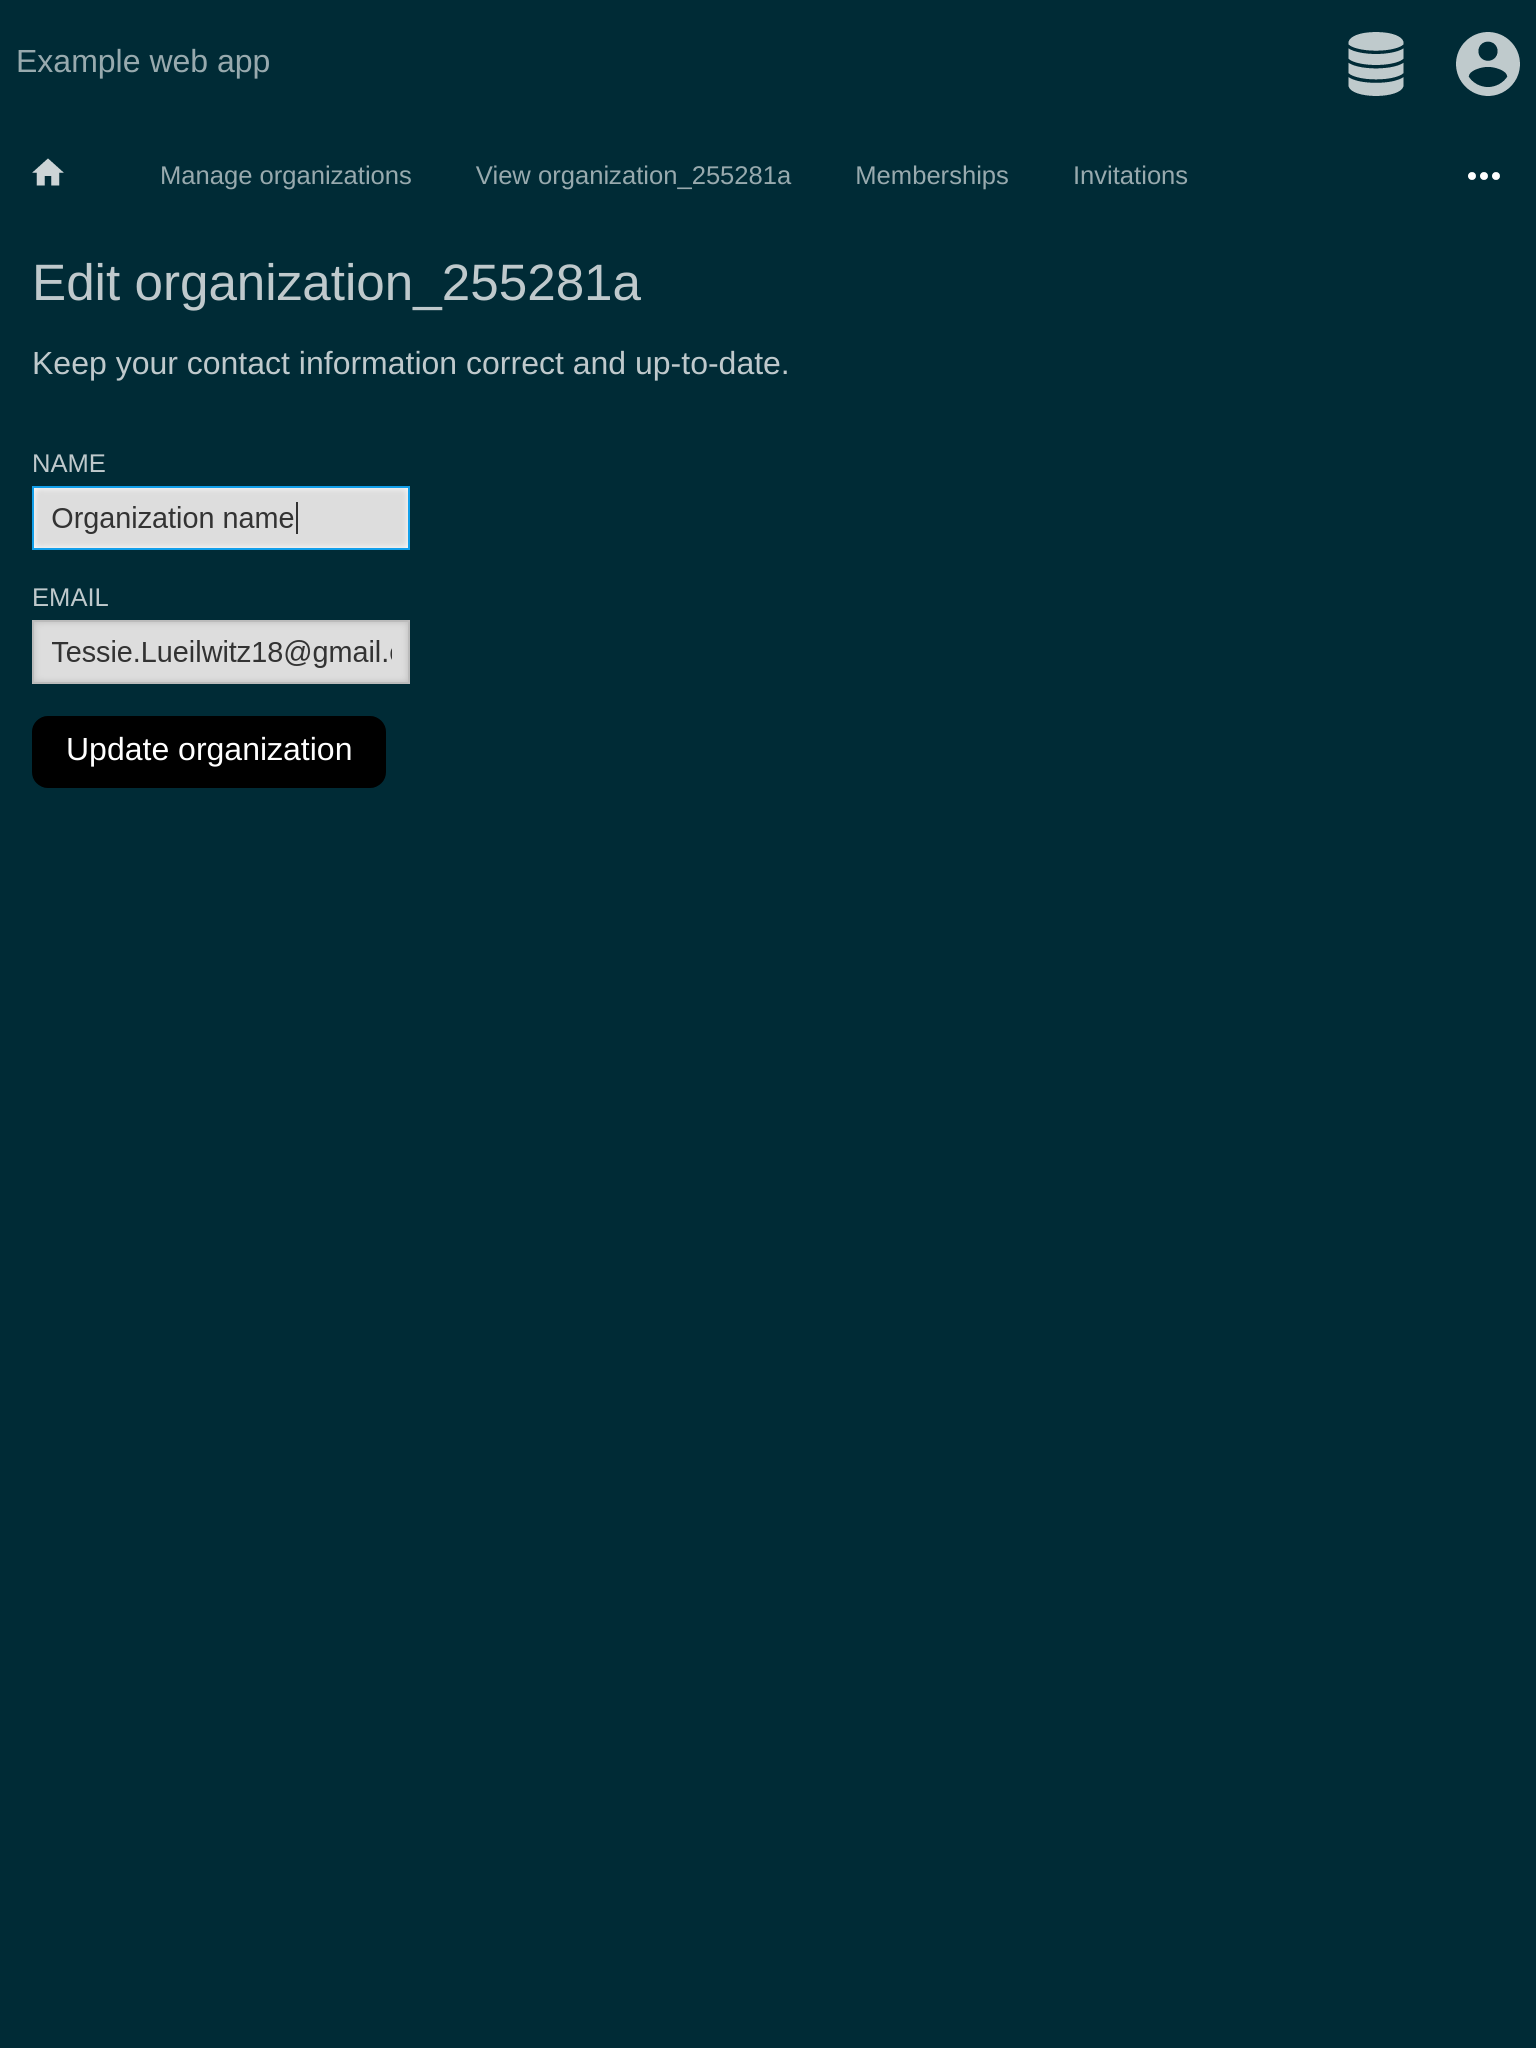 Example web app
Manage organizations View organization_255281a Memberships Invitations
Edit organization_255281a
Keep your contact information correct and up-to-date.
NAME
Organization name
EMAIL
Tessie.Lueilwitz18@gmail.
Update organization